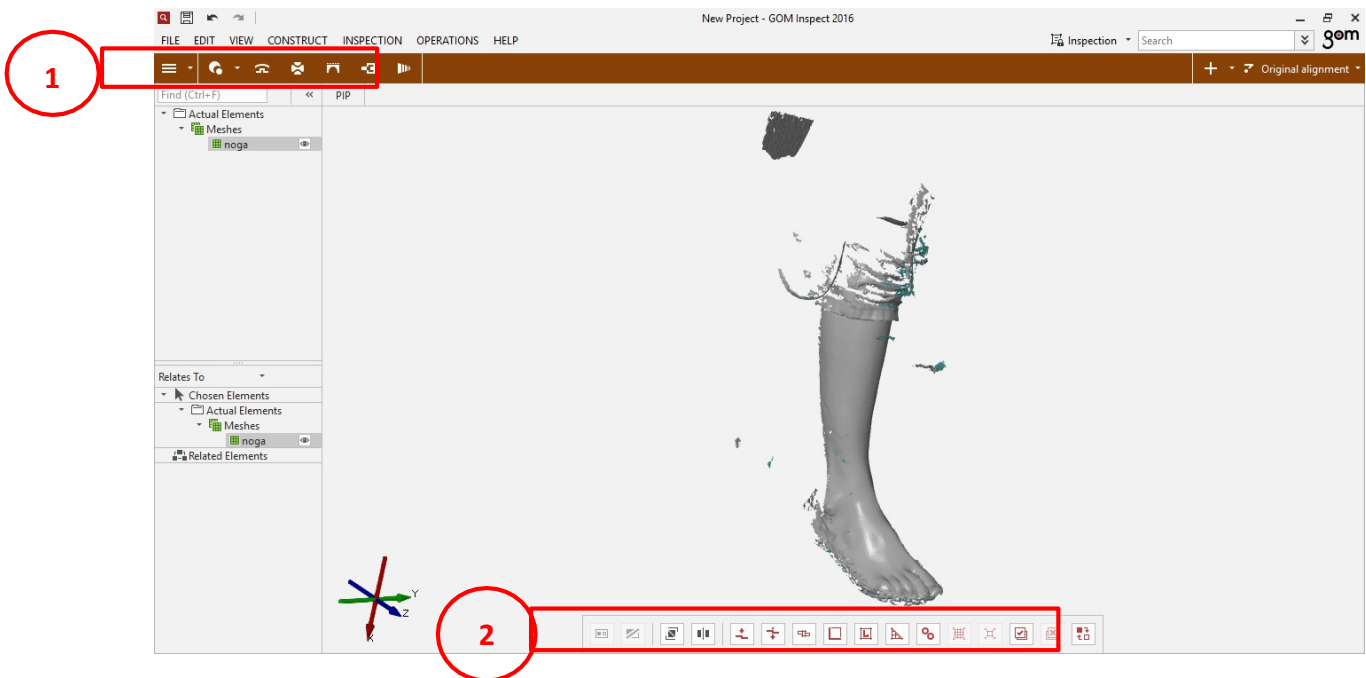 New Project - GOM Inspect 2016
FILE EDIT VIEW CONSTRUCT INSPECTION OPERATIONS HELP
Inspection Search gom
1
Original alignment
Find (Ctrl+F) « PIP
Actual Elements
Meshes
noga
Relates To
Chosen Elements
Actual Elements
Meshes
noga
Related Elements
Y
Z
X
2